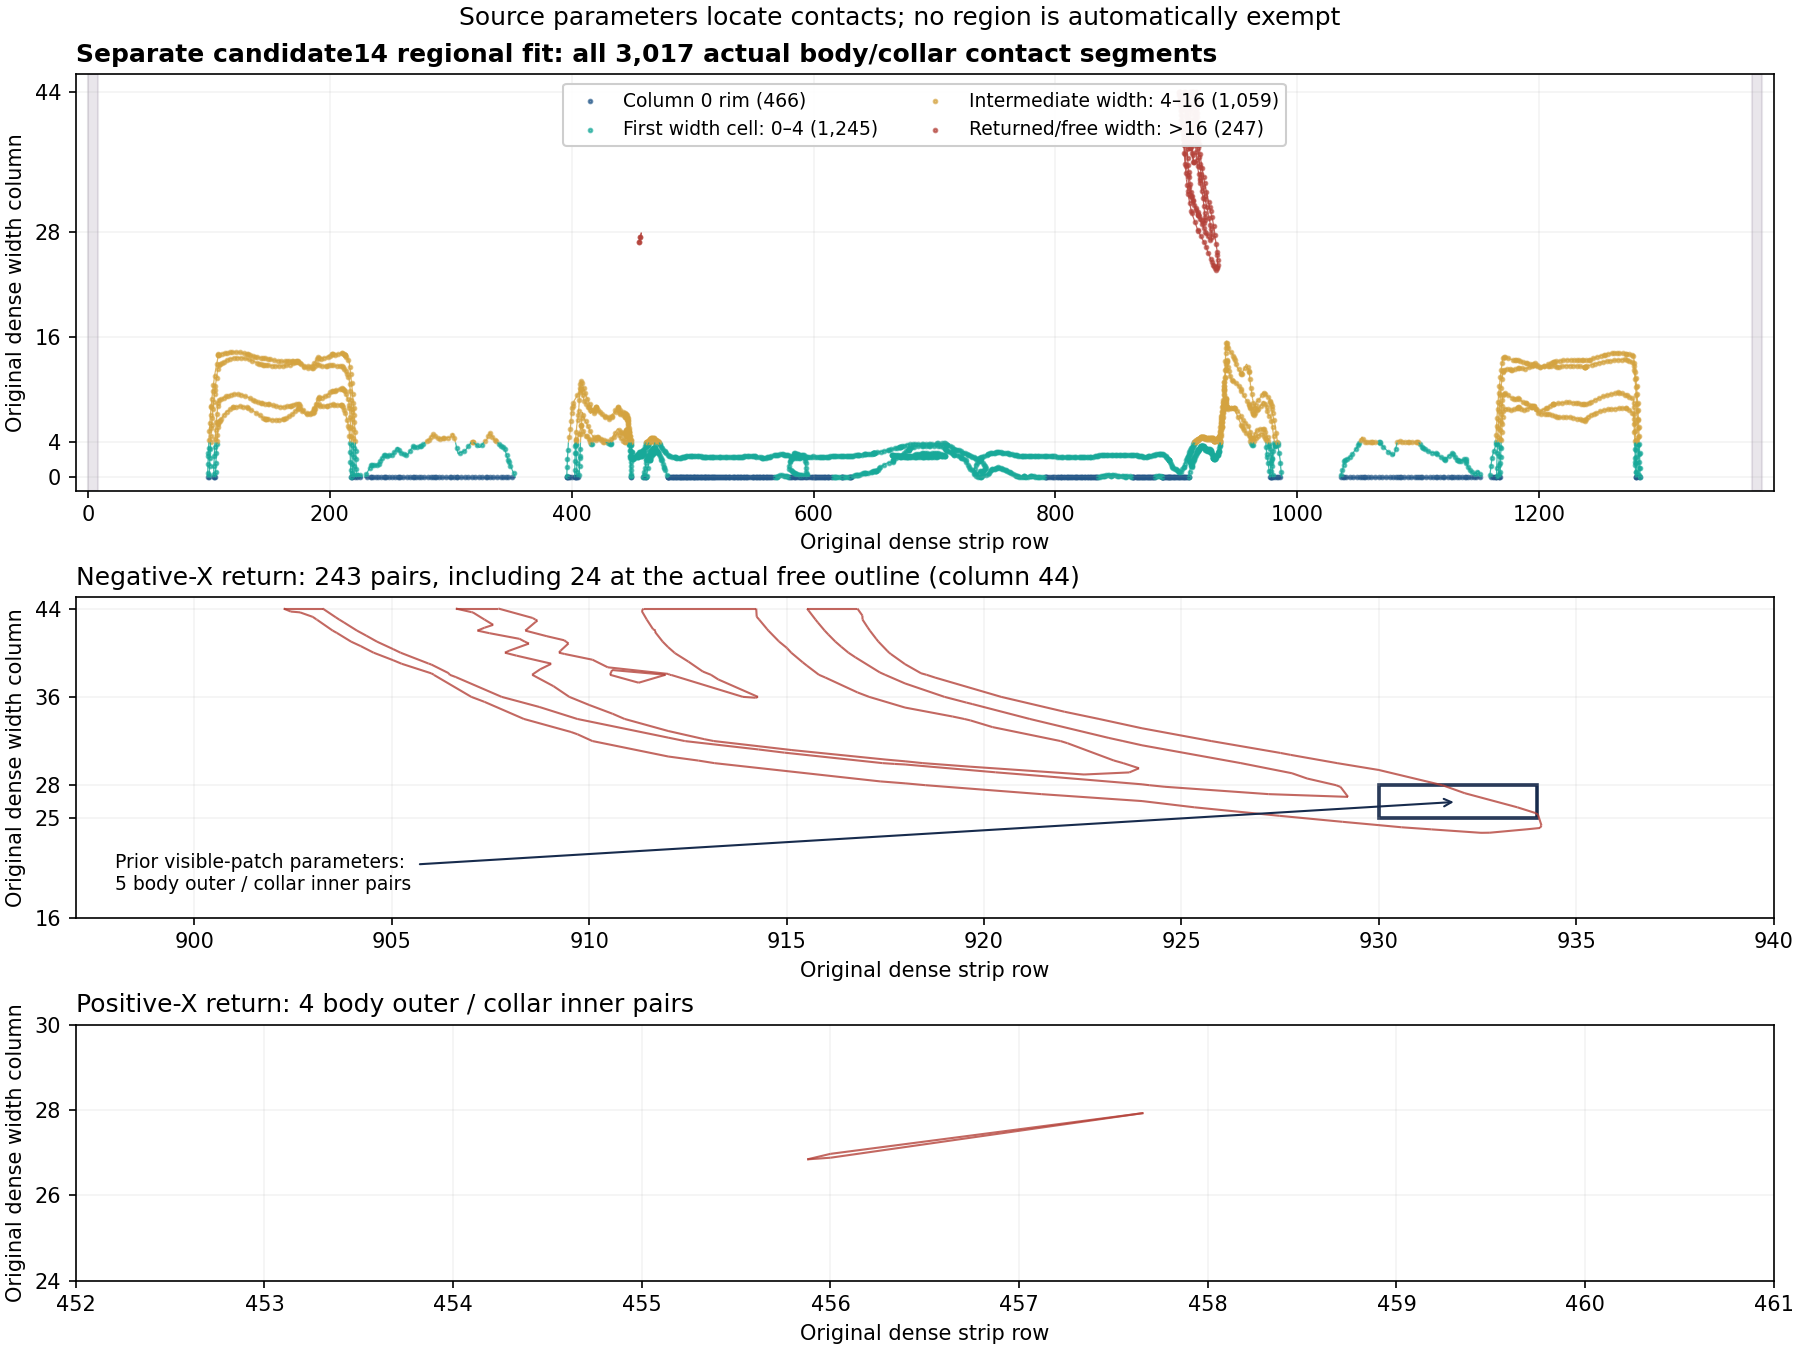 Source parameters locate contacts; no region is automatically exempt
Separate candidate14 regional fit: all 3,017 actual body/collar contact segments
Column 0 rim (466)
First width cell: 0–4 (1,245)
Intermediate width: 4–16 (1,059)
Returned/free width: >16 (247)
Original dense width column
44
28
16
4
0
0
200
400
600
800
1000
1200
Original dense strip row
Negative-X return: 243 pairs, including 24 at the actual free outline (column 44)
Original dense width column
44
36
28
25
16
Prior visible-patch parameters:
5 body outer / collar inner pairs
900
905
910
915
920
925
930
935
940
Original dense strip row
Positive-X return: 4 body outer / collar inner pairs
Original dense width column
30
28
26
24
452
453
454
455
456
457
458
459
460
461
Original dense strip row